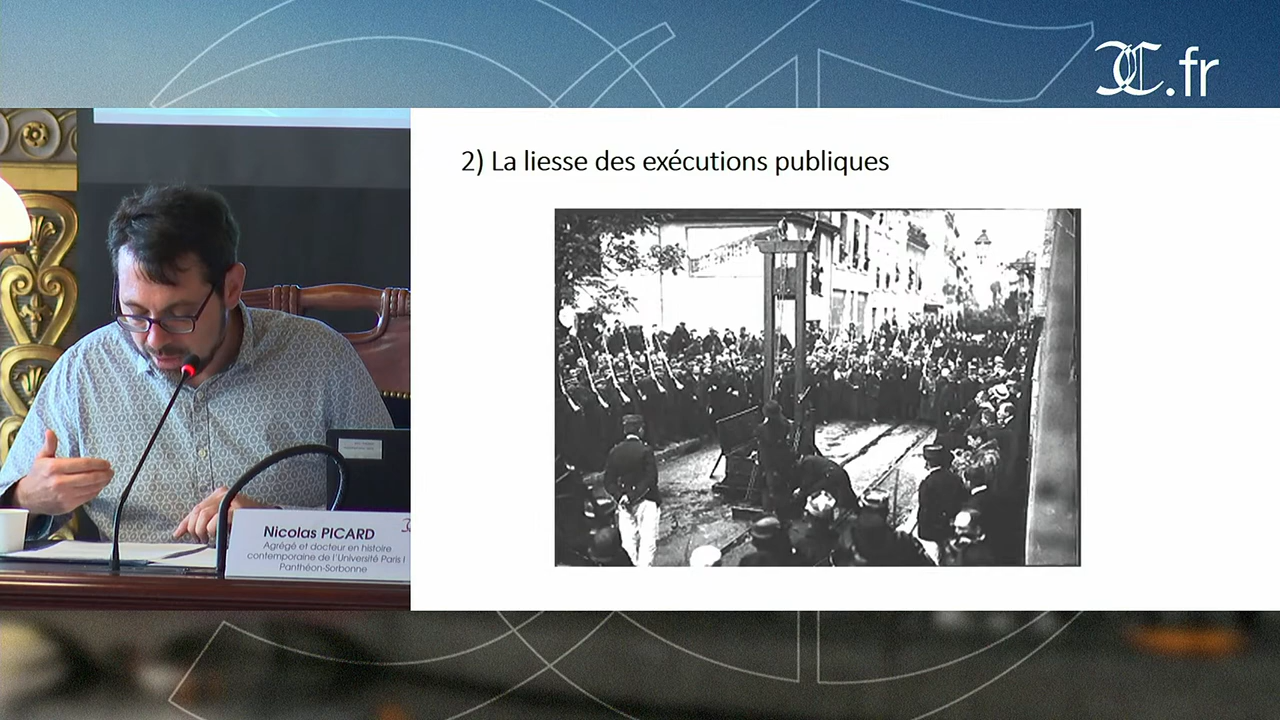 CC.fr
2) La liesse des exécutions publiques
Nicolas PICARD
Agrégé et docteur en histoire
contemporaine de l'Université Paris I
Panthéon-Sorbonne